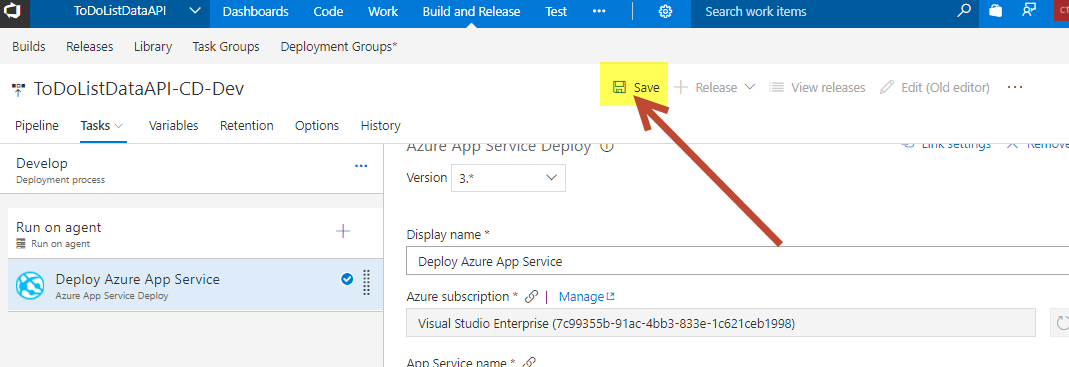 ToDoListDataAPI Dashboards Code Work Build and Release Test ••• Search work items CT
Builds Releases Library Task Groups Deployment Groups*
ToDoListDataAPI-CD-Dev Save Release View releases Edit (Old editor) ...
Pipeline Tasks Variables Retention Options History
Azure App Service Deploy Link settings Remove
Develop ...
Deployment process
Version 3.*
Run on agent
Run on agent
Display name *
Deploy Azure App Service
Deploy Azure App Service
Azure App Service Deploy
Azure subscription * | Manage
Visual Studio Enterprise (7c99355b-91ac-4bb3-833e-1c621ceb1998)
App Service name *